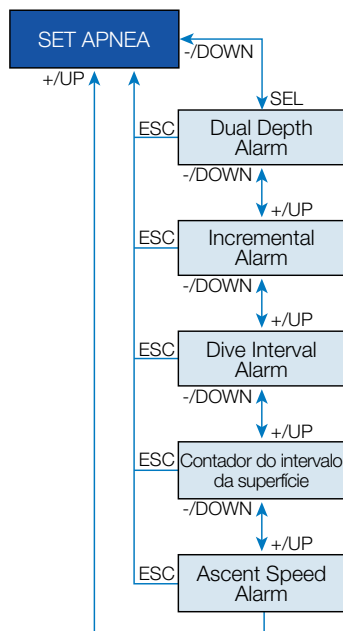 SET APNEA
-/DOWN
+/UP
SEL
ESC
Dual Depth
Alarm
-/DOWN
+/UP
ESC
Incremental
Alarm
-/DOWN
+/UP
ESC
Dive Interval
Alarm
-/DOWN
+/UP
ESC
Contador do intervalo
da superfície
-/DOWN
+/UP
ESC
Ascent Speed
Alarm